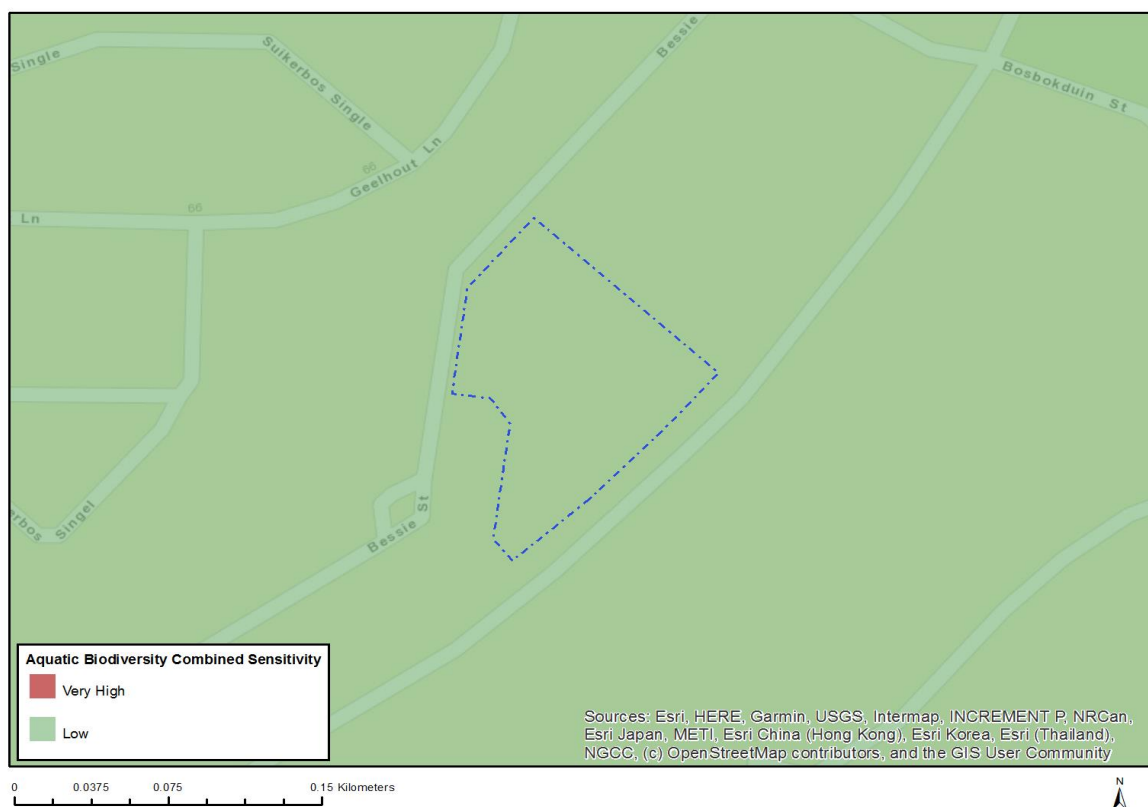 Single
Suikerbos Single
Bessie
Bosbokduin St
66
Geelhout Ln
66
Ln
erbos Singel
Bessie St
Aquatic Biodiversity Combined Sensitivity
Very High
Low
Sources: Esri, HERE, Garmin, USGS, Intermap, INCREMENT P, NRCan,
Esri Japan, METI, Esri China (Hong Kong), Esri Korea, Esri (Thailand),
NGCC, (c) OpenStreetMap contributors, and the GIS User Community
0 0.0375 0.075 0.15 Kilometers
N